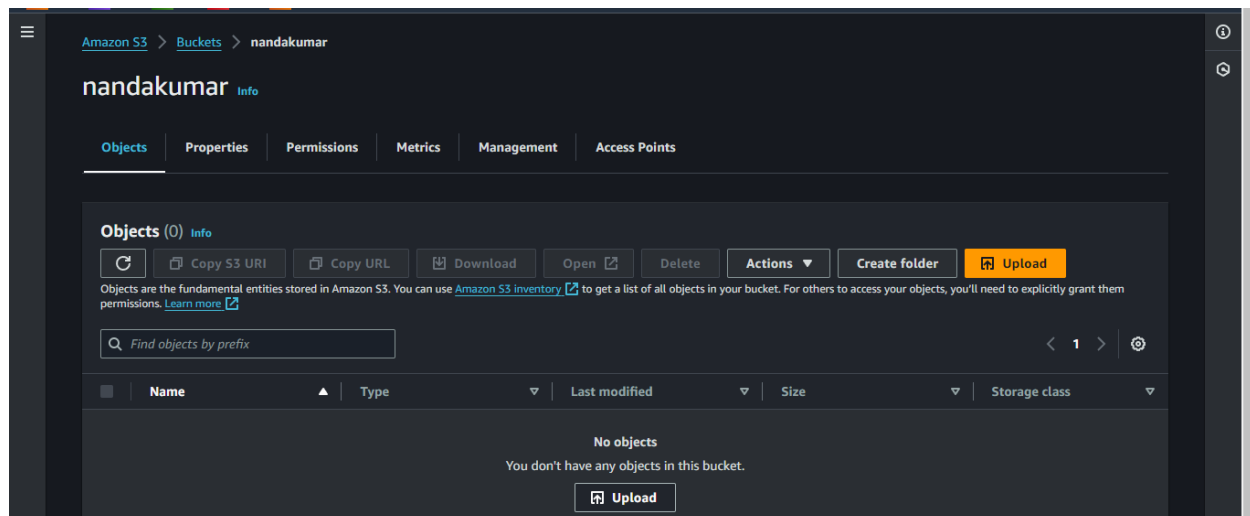 Amazon S3 > Buckets > nandakumar
nandakumar Info
Objects Properties Permissions Metrics Management Access Points
Objects (0) Info
Copy S3 URI Copy URL Download Open Delete Actions Create folder Upload
Objects are the fundamental entities stored in Amazon S3. You can use Amazon S3 inventory to get a list of all objects in your bucket. For others to access your objects, you'll need to explicitly grant them
permissions. Learn more
Find objects by prefix < 1 >
Name Type Last modified Size Storage class
No objects
You don't have any objects in this bucket.
Upload